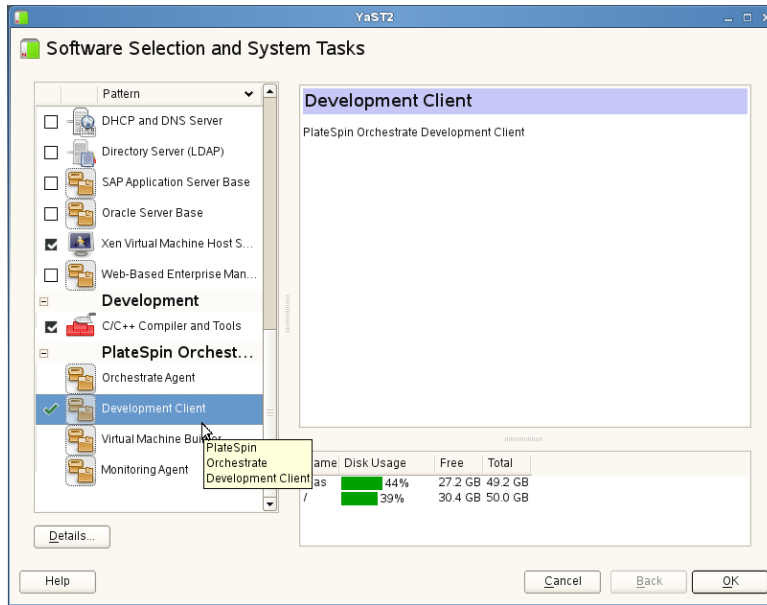 YaST2
Software Selection and System Tasks
Pattern
DHCP and DNS Server
Directory Server (LDAP)
SAP Application Server Base
Oracle Server Base
Xen Virtual Machine Host S...
Web-Based Enterprise Man...
Development
C/C++ Compiler and Tools
PlateSpin Orchest...
Orchestrate Agent
Development Client
Virtual Machine
Monitoring Agent
PlateSpin
Orchestrate
Development Client
Details...
Development Client
PlateSpin Orchestrate Development Client
ame Disk Usage Free Total
as 44% 27.2 GB 49.2 GB
/ 39% 30.4 GB 50.0 GB
Help
Cancel
Back
OK